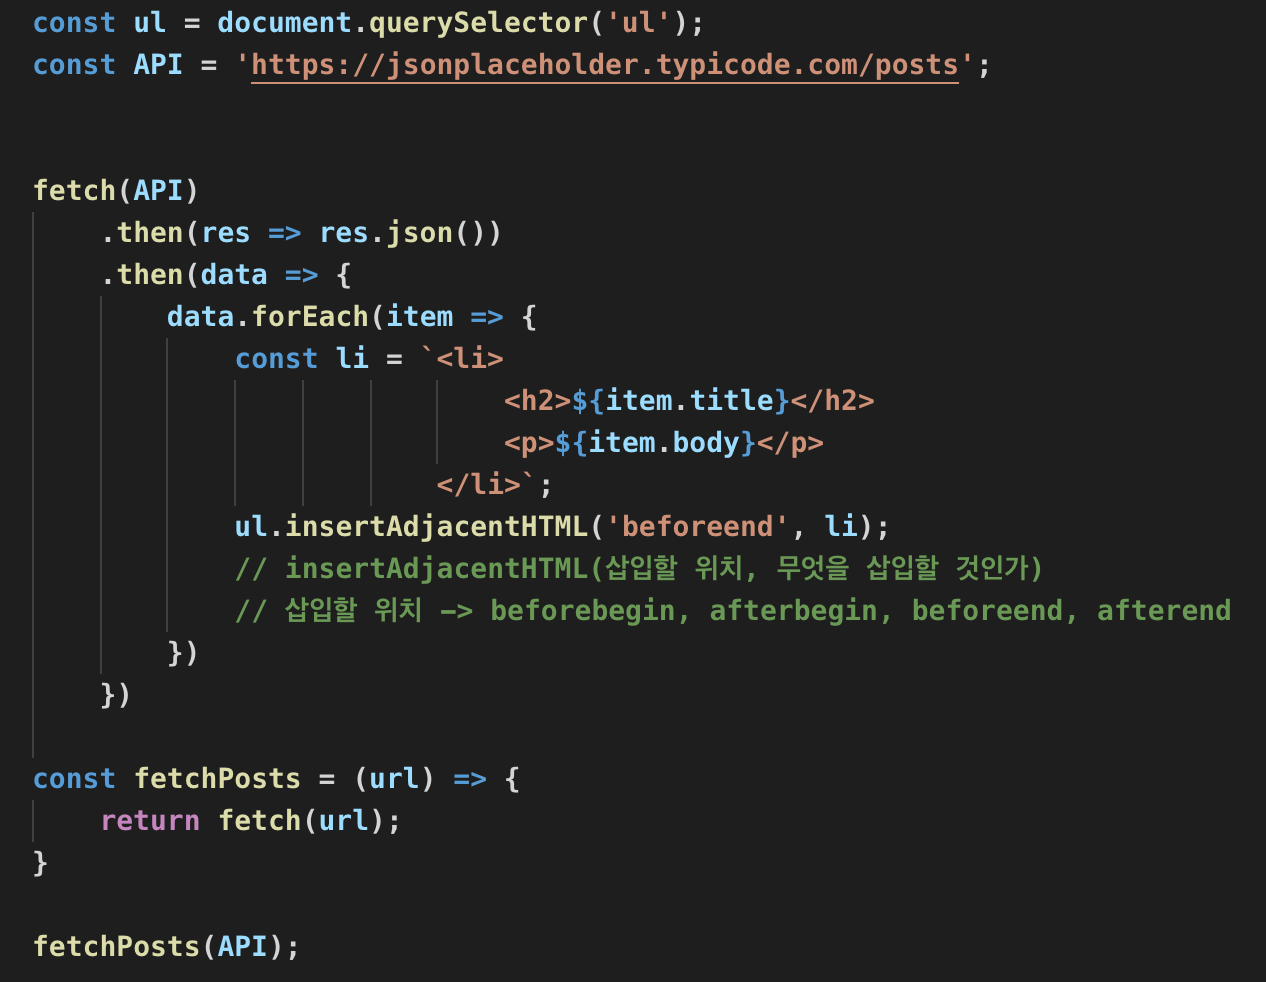 const ul = document.querySelector('ul');
const API = 'https://jsonplaceholder.typicode.com/posts';
fetch(API)
    .then(res => res.json())
    .then(data => {
        data.forEach(item => {
            const li = `<li>
                            <h2>${item.title}</h2>
                            <p>${item.body}</p>
                        </li>`;
            ul.insertAdjacentHTML('beforeend', li);
            // insertAdjacentHTML(삽입할 위치, 무엇을 삽입할 것인가)
            // 삽입할 위치 -> beforebegin, afterbegin, beforeend, afterend
        })
    })
const fetchPosts = (url) => {
    return fetch(url);
}
fetchPosts(API);